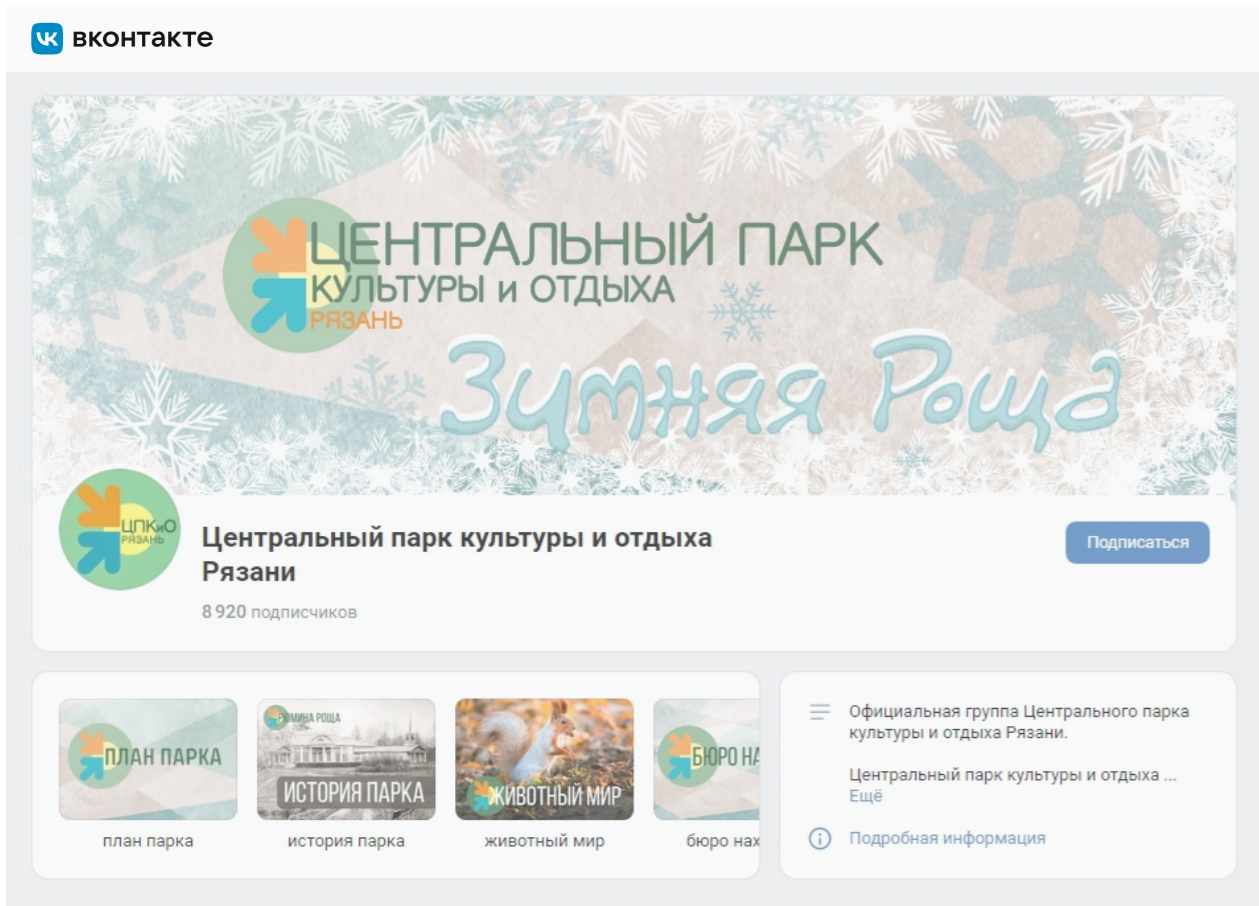 вконтакте
ЦЕНТРАЛЬНЫЙ ПАРК
КУЛЬТУРЫ И ОТДЫХА
РЯЗАНЬ
Зимняя Роща
ЦПКиО
РЯЗАНЬ
Центральный парк культуры и отдыха
Рязани
8 920 подписчиков
Подписаться
ПЛАН ПАРКА
план парка
РЮМИНА РОЩА
ИСТОРИЯ ПАРКА
история парка
ЖИВОТНЫЙ МИР
животный мир
БЮРО НА
бюро нах
Официальная группа Центрального парка
культуры и отдыха Рязани.
Центральный парк культуры и отдыха ...
Ещё
Подробная информация